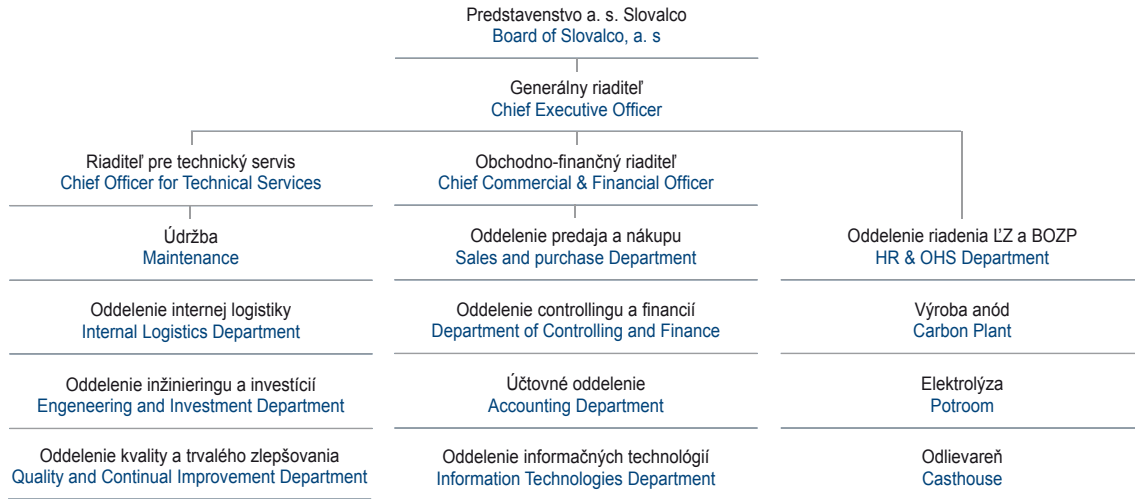 Predstavenstvo a. s. Slovalco
Board of Slovalco, a. s
Generálny riaditeľ
Chief Executive Officer
Riaditeľ pre technický servis
Chief Officer for Technical Services
Obchodno-finančný riaditeľ
Chief Commercial & Financial Officer
Údržba
Maintenance
Oddelenie predaja a nákupu
Sales and purchase Department
Oddelenie riadenia ĽZ a BOZP
HR & OHS Department
Oddelenie internej logistiky
Internal Logistics Department
Oddelenie controllingu a financií
Department of Controlling and Finance
Výroba anód
Carbon Plant
Oddelenie inžinieringu a investícií
Engeneering and Investment Department
Účtovné oddelenie
Accounting Department
Elektrolýza
Potroom
Oddelenie kvality a trvalého zlepšovania
Quality and Continual Improvement Department
Oddelenie informačných technológií
Information Technologies Department
Odlievareň
Casthouse